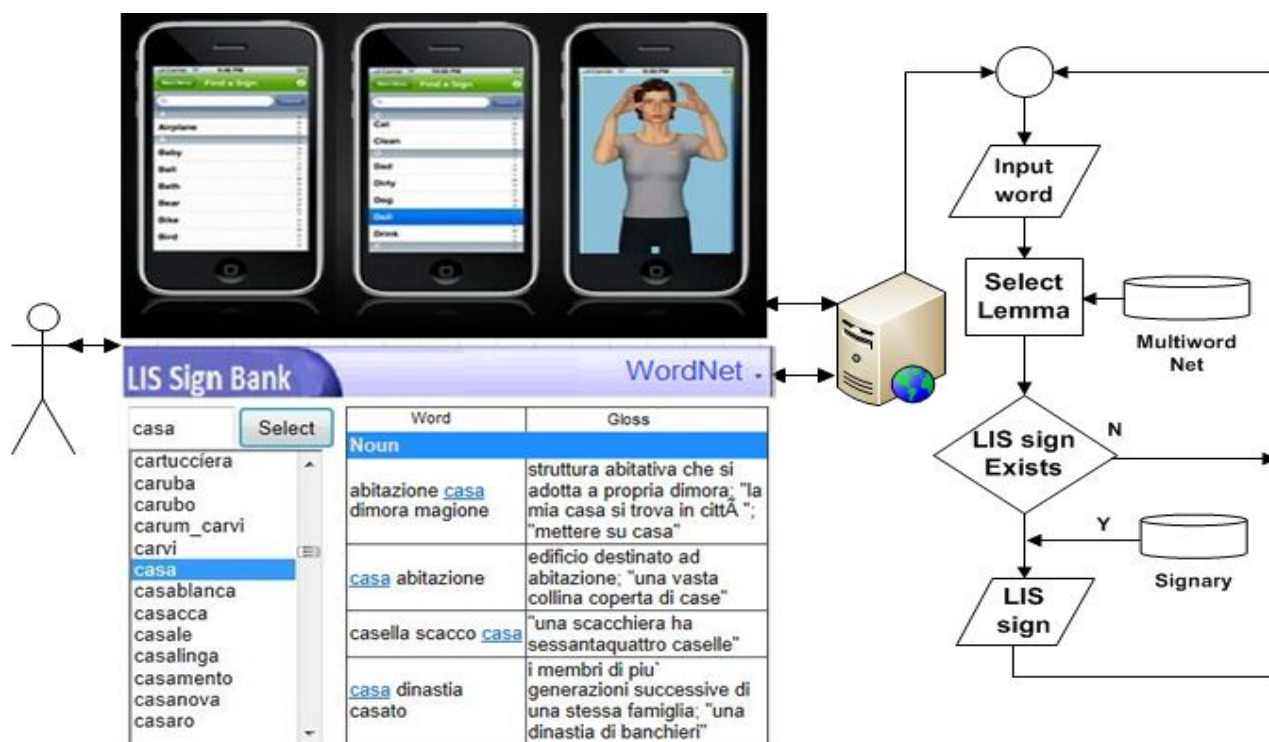 Find a Sign
Airplane
Baby
Ball
Bath
Bear
Bike
Bird
Find a Sign
Cat
Clean
Dad
Dirty
Dog
Doll
Drink
LIS Sign Bank
WordNet
casa
Select
cartuccíera
caruba
carubo
carum_carvi
carvi
casa
casablanca
casacca
casale
casalinga
casamento
casanova
casaro
Word
Gloss
Noun
abitazione casa
dimora magione
struttura abitativa che si
adotta a propria dimora; "la
mia casa si trova in cittÃ ";
"mettere su casa"
casa abitazione
edificio destinato ad
abitazione; "una vasta
collina coperta di case"
casella scacco casa
"una scacchiera ha
sessantaquattro caselle"
casa dinastia
casato
i membri di piu`
generazioni successive di
una stessa famiglia; "una
dinastia di banchieri"
Input
word
Select
Lemma
Multiword
Net
LIS sign
Exists
N
Y
Signary
LIS
sign